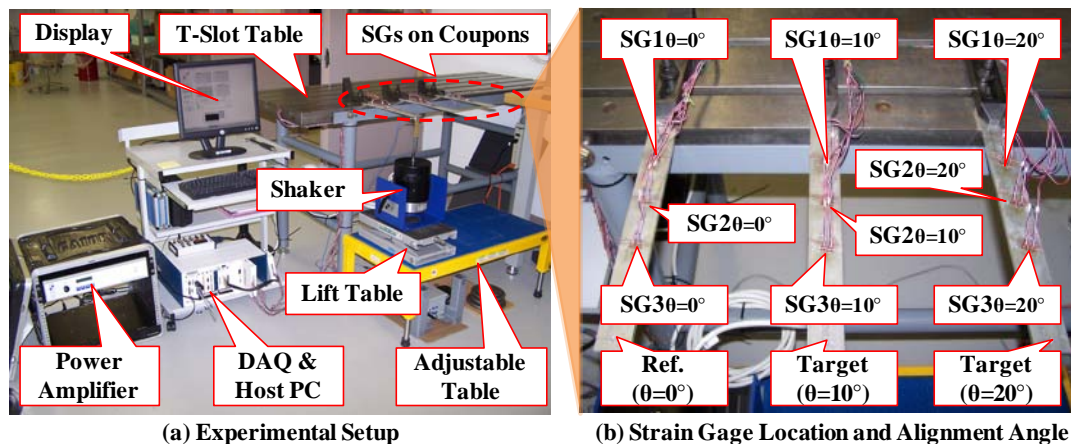 Display
T-Slot Table
SGs on Coupons
Shaker
Lift Table
Power
Amplifier
DAQ &
Host PC
Adjustable
Table
(a) Experimental Setup
SG1θ=0°
SG1θ=10°
SG1θ=20°
SG2θ=20°
SG2θ=0°
SG2θ=10°
SG3θ=0°
SG3θ=10°
SG3θ=20°
Ref.
(θ=0°)
Target
(θ=10°)
Target
(θ=20°)
(b) Strain Gage Location and Alignment Angle